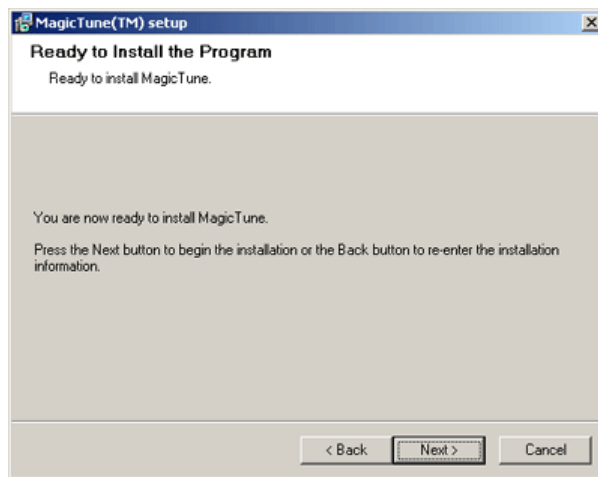 MagicTune(TM) setup
Ready to Install the Program
Ready to install MagicTune.
You are now ready to install MagicTune.
Press the Next button to begin the installation or the Back button to re-enter the installation
information.
< Back
Next >
Cancel